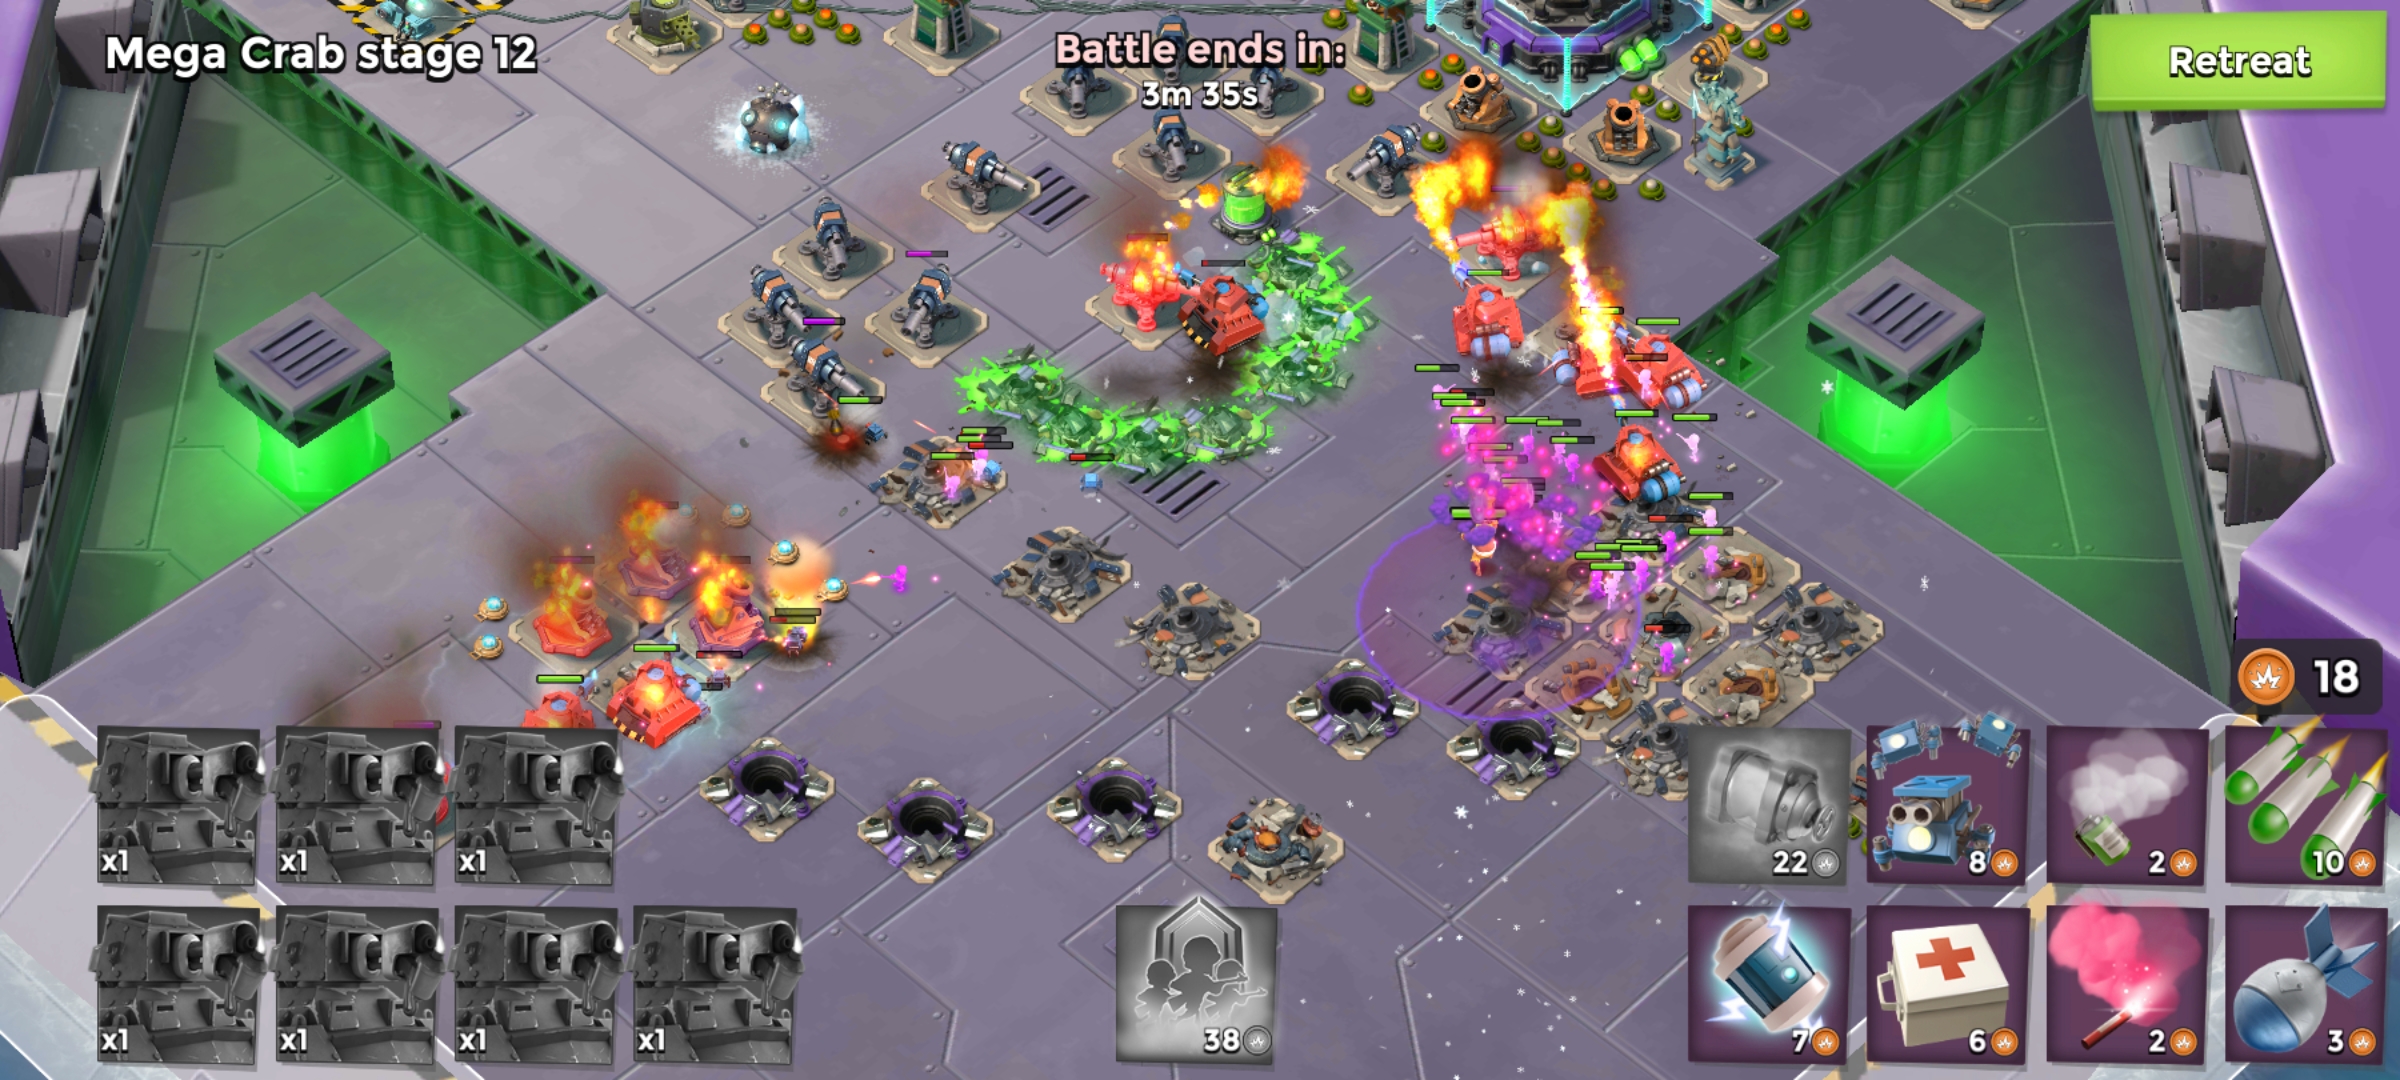 Mega Crab stage 12
Battle ends in:
3m 35s
Retreat
18
x1
x1
x1
22
8
2
10
x1
x1
x1
x1
38
7
6
2
3